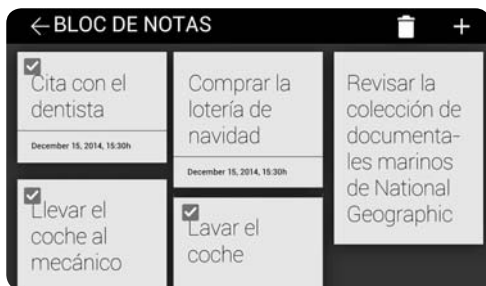 BLOC DE NOTAS
Cita con el
dentista
December 15, 2014, 15:30h
Llevar el
coche al
mecánico
Comprar la
lotería de
navidad
December 15, 2014, 15:30h
Lavar el
coche
Revisar la
colección de
documenta-
les marinos
de National
Geographic